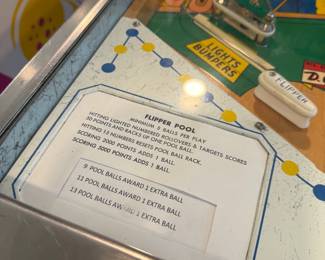 FLIPPER POOL
MINIMUM 5 BALLS PER PLAY
HITTING LIGHTED NUMBERED ROLLOVERS & TARGETS SCORES
50 POINTS AND RACKS UP ONE POOL BALL.
HITTING 15 NUMBERS RESETS POOL BALL RACK.
SCORING 2000 POINTS ADDS 1 BALL.
SCORING 3000 POINTS ADDS 1 BALL.
9 POOL BALLS AWARD 1 EXTRA BALL
11 POOL BALLS AWARD 1 EXTRA BALL
13 POOL BALLS AWARD 1 EXTRA BALL
LIGHTS
BUMPERS
FLIPPER